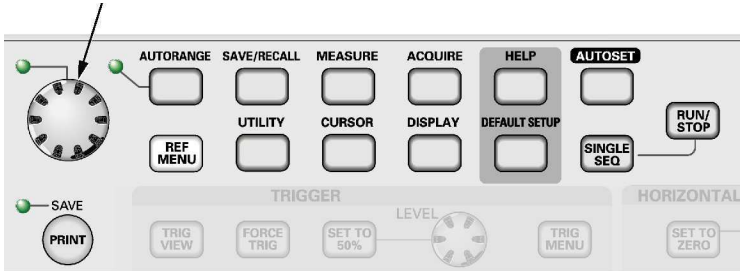 AUTORANGE SAVE/RECALL MEASURE ACQUIRE HELP AUTOSET
UTILITY CURSOR DISPLAY DEFAULT SETUP
RUN/
STOP
REF
MENU
SINGLE
SEQ
SAVE
PRINT
TRIGGER
HORIZONTAL
LEVEL
TRIG
VIEW
FORCE
TRIG
SET TO
50%
TRIG
MENU
SET TO
ZERO